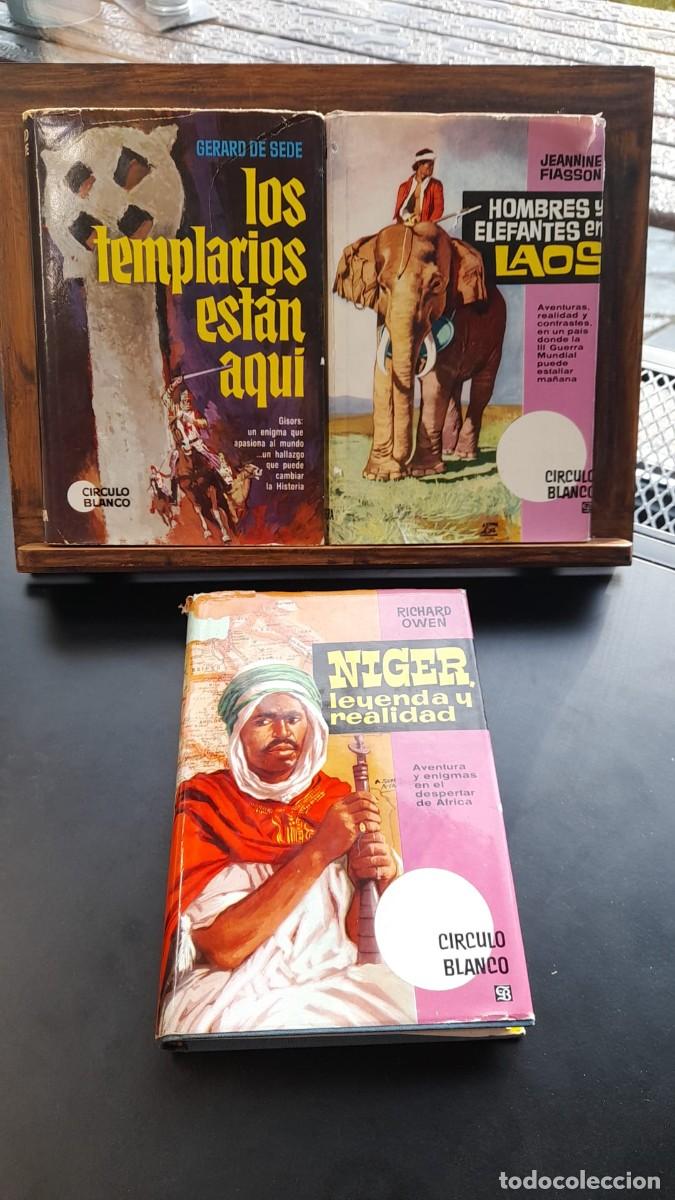 GERARD DE SEDE
los
templarios
están
aqui
Gisors:
un enigma que
apasiona al mundo
...un hallazgo
que puede
cambiar
la Historia
CIRCULO
BLANCO
JEANNINE
FIASSON
HOMBRES y
ELEFANTES en
LAOS
Aventuras,
realidad y
contrastes,
en un país
donde la
III Guerra
Mundial
puede
estallar
mañana
CIRCULO
BLANCO
RICHARD
OWEN
NIGER,
leyenda y
realidad
Aventura
y enigmas
en el
despertar
de Africa
CIRCULO
BLANCO
todocoleccion